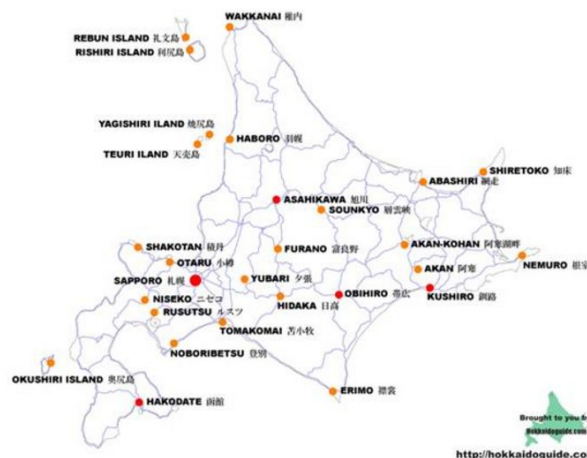 WAKKANAI 稚内
REBUN ISLAND 礼文島
RISHIRI ISLAND 利尻島
YAGISHIRI ILAND 焼尻島
HABORO 羽幌
TEURI ILAND 天売島
SHIRETOKO 知床
ABASHIRI 網走
ASAHIKAWA 旭川
SOUNKYO 層雲峡
SHAKOTAN 積丹
FURANO 富良野
AKAN-KOHAN 阿寒湖畔
OTARU 小樽
AKAN 阿寒
NEMURO 根室
SAPPORO 札幌
YUBARI 夕張
NISEKO ニセコ
HIDAKA 日高
OBIHIRO 帯広
KUSHIRO 釧路
RUSUTSU ルスツ
TOMAKOMAI 苫小牧
NOBORIBETSU 登別
OKUSHIRI ISLAND 奥尻島
ERIMO 襟裳
HAKODATE 函館
Brought to you
Hokkaidoguide.com
http://hokkaidoguide.co